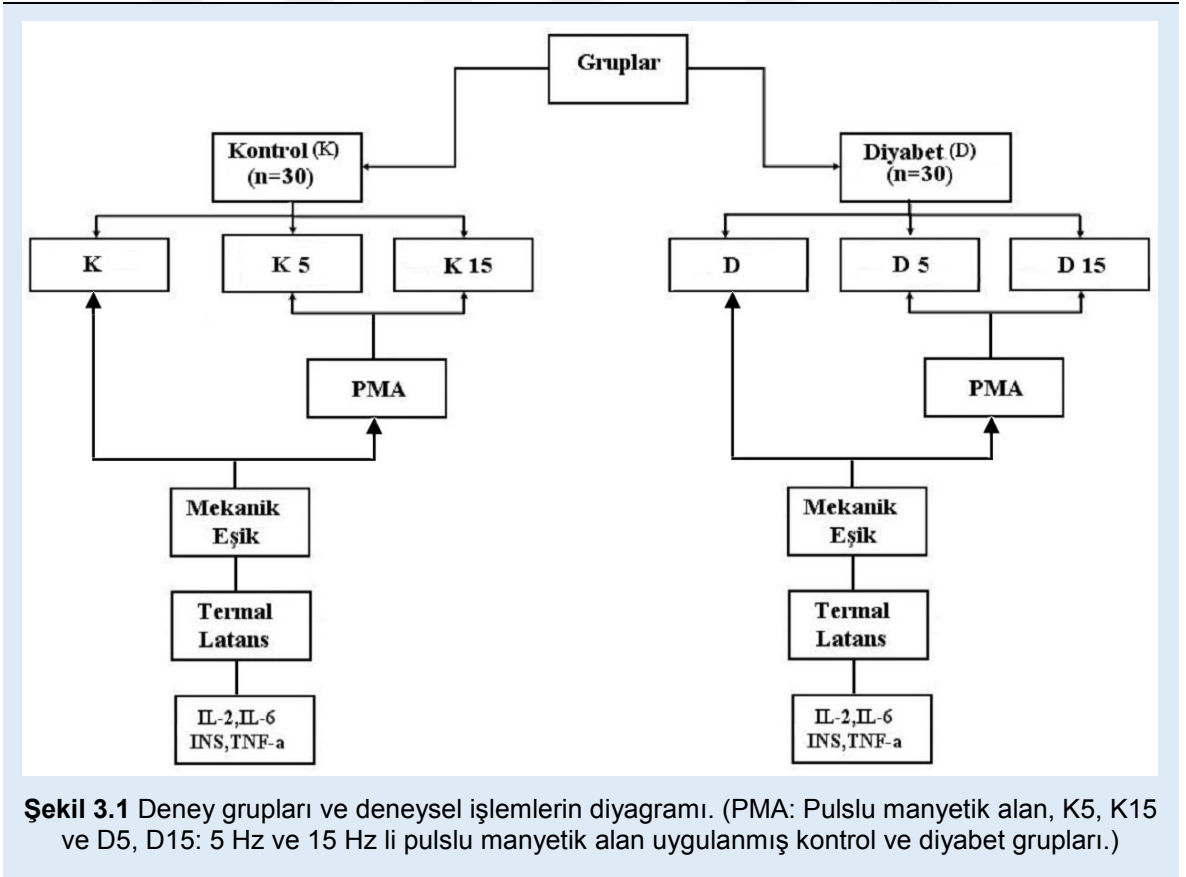 Gruplar
Kontrol (K)
(n=30)
Diyabet (D)
(n=30)
K
K 5
K 15
D
D 5
D 15
PMA
PMA
Mekanik
Eşik
Mekanik
Eşik
Termal
Latans
Termal
Latans
IL-2,IL-6
INS,TNF-a
IL-2,IL-6
INS,TNF-a
Şekil 3.1 Deney grupları ve deneysel işlemlerin diyagramı. (PMA: Pulslu manyetik alan, K5, K15
ve D5, D15: 5 Hz ve 15 Hz li pulslu manyetik alan uygulanmış kontrol ve diyabet grupları.)